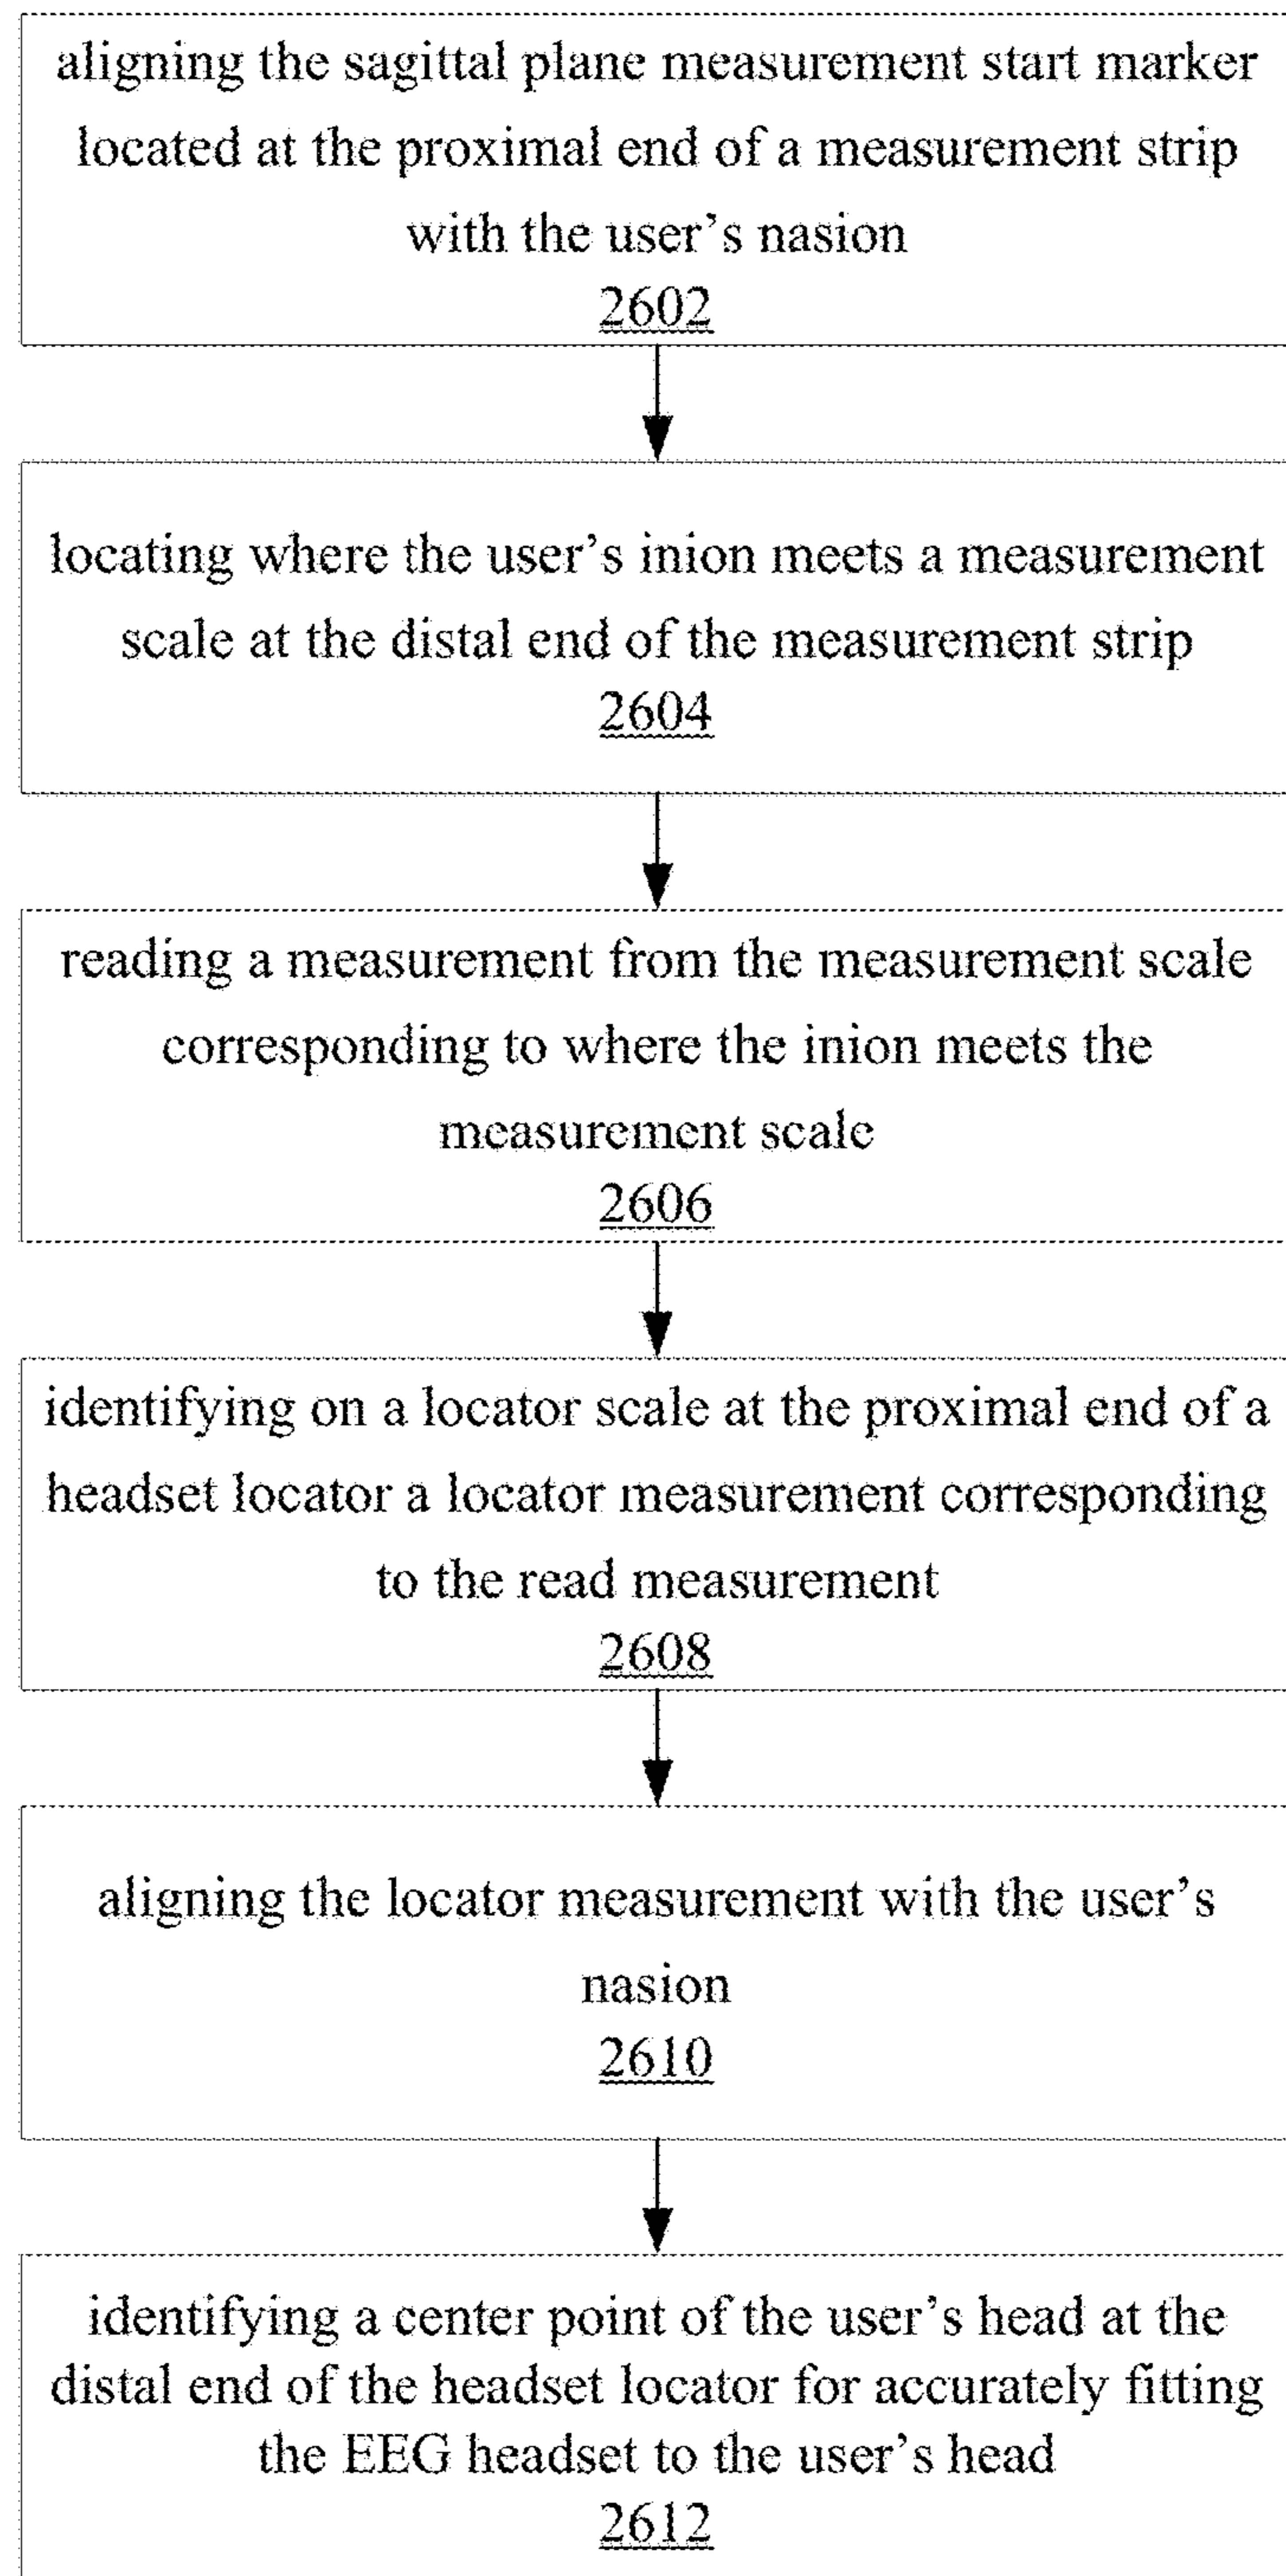 aligning the sagittal plane measurement start marker
located at the proximal end of a measurement strip
with the user's nasion
2602
locating where the user's inion meets a measurement
scale at the distal end of the measurement strip
2604
reading a measurement from the measurement scale
corresponding to where the inion meets the
measurement scale
2606
identifying on a locator scale at the proximal end of a
headset locator a locator measurement corresponding
to the read measurement
2608
aligning the locator measurement with the user's
nasion
2610
identifying a center point of the user's head at the
distal end of the headset locator for accurately fitting
the EEG headset to the user's head
2612